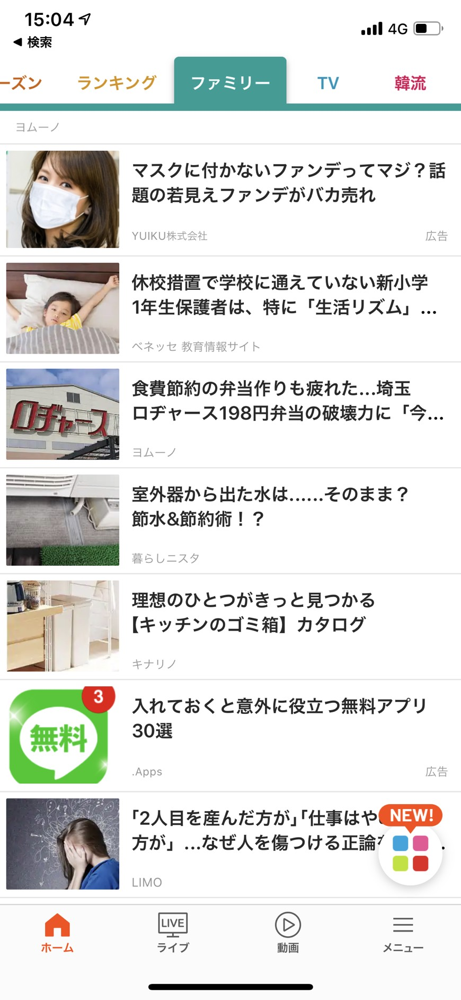 15:04
4G
◀ 検索
ーズン ランキング ファミリー TV 韓流
ヨムーノ
マスクに付かないファンデってマジ？話
題の若見えファンデがバカ売れ
YUIKU株式会社 広告
休校措置で学校に通えていない新小学
1年生保護者は、特に「生活リズム」...
ベネッセ 教育情報サイト
ロヂャース
食費節約の弁当作りも疲れた...埼玉
ロヂャース198円弁当の破壊力に「今...
ヨムーノ
室外器から出た水は......そのまま？
節水&節約術！？
暮らしニスタ
理想のひとつがきっと見つかる
【キッチンのゴミ箱】カタログ
キナリノ
3
無料
入れておくと意外に役立つ無料アプリ
30選
.Apps 広告
「2人目を産んだ方が」「仕事はや
方が」...なぜ人を傷つける正論
LIMO
NEW!
LIVE
ホーム ライブ 動画 メニュー